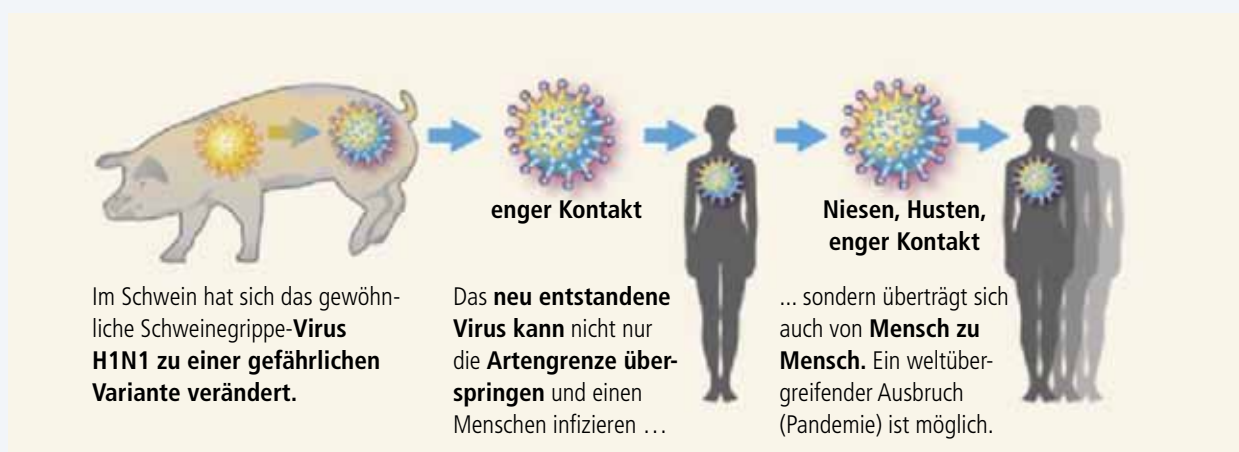 enger Kontakt
Niesen, Husten,
enger Kontakt
Im Schwein hat sich das gewöhn-
liche Schweinegrippe-Virus
H1N1 zu einer gefährlichen
Variante verändert.
Das neu entstandene
Virus kann nicht nur
die Artengrenze über-
springen und einen
Menschen infizieren …
... sondern überträgt sich
auch von Mensch zu
Mensch. Ein weltüber-
greifender Ausbruch
(Pandemie) ist möglich.